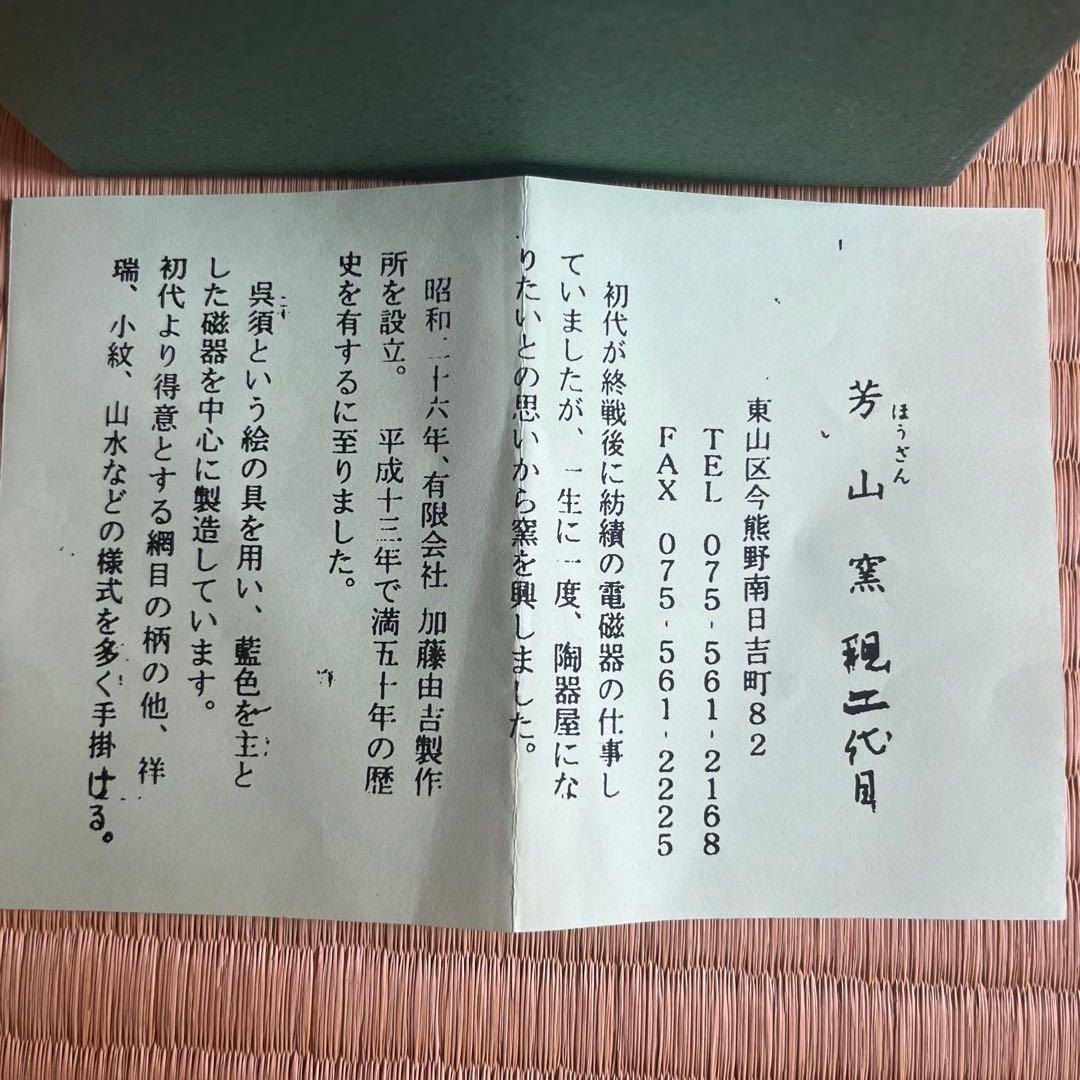 芳山窯 現二代目
ほうざん
東山区今熊野南日吉町82
TEL 075-561-2168
FAX 075-561-2225
初代が終戦後に紡績の電磁器の仕事し
ていましたが、一生に一度、陶器屋にな
りたいとの思いから窯を興しました。
昭和二十六年、有限会社 加藤由吉製作
所を設立。 平成十三年で満五十年の歴
史を有するに至りました。
呉須という絵の具を用い、藍色を主と
ごす
した磁器を中心に製造しています。
初代より得意とする網目の柄の他、祥
瑞、小紋、山水などの様式を多く手掛ける。